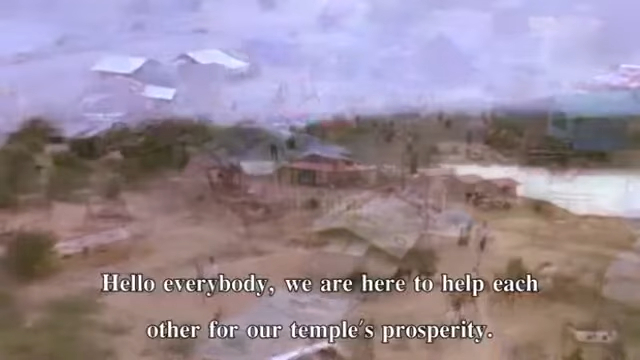 Hello everybody, we are here to help each
other for our temple's prosperity.